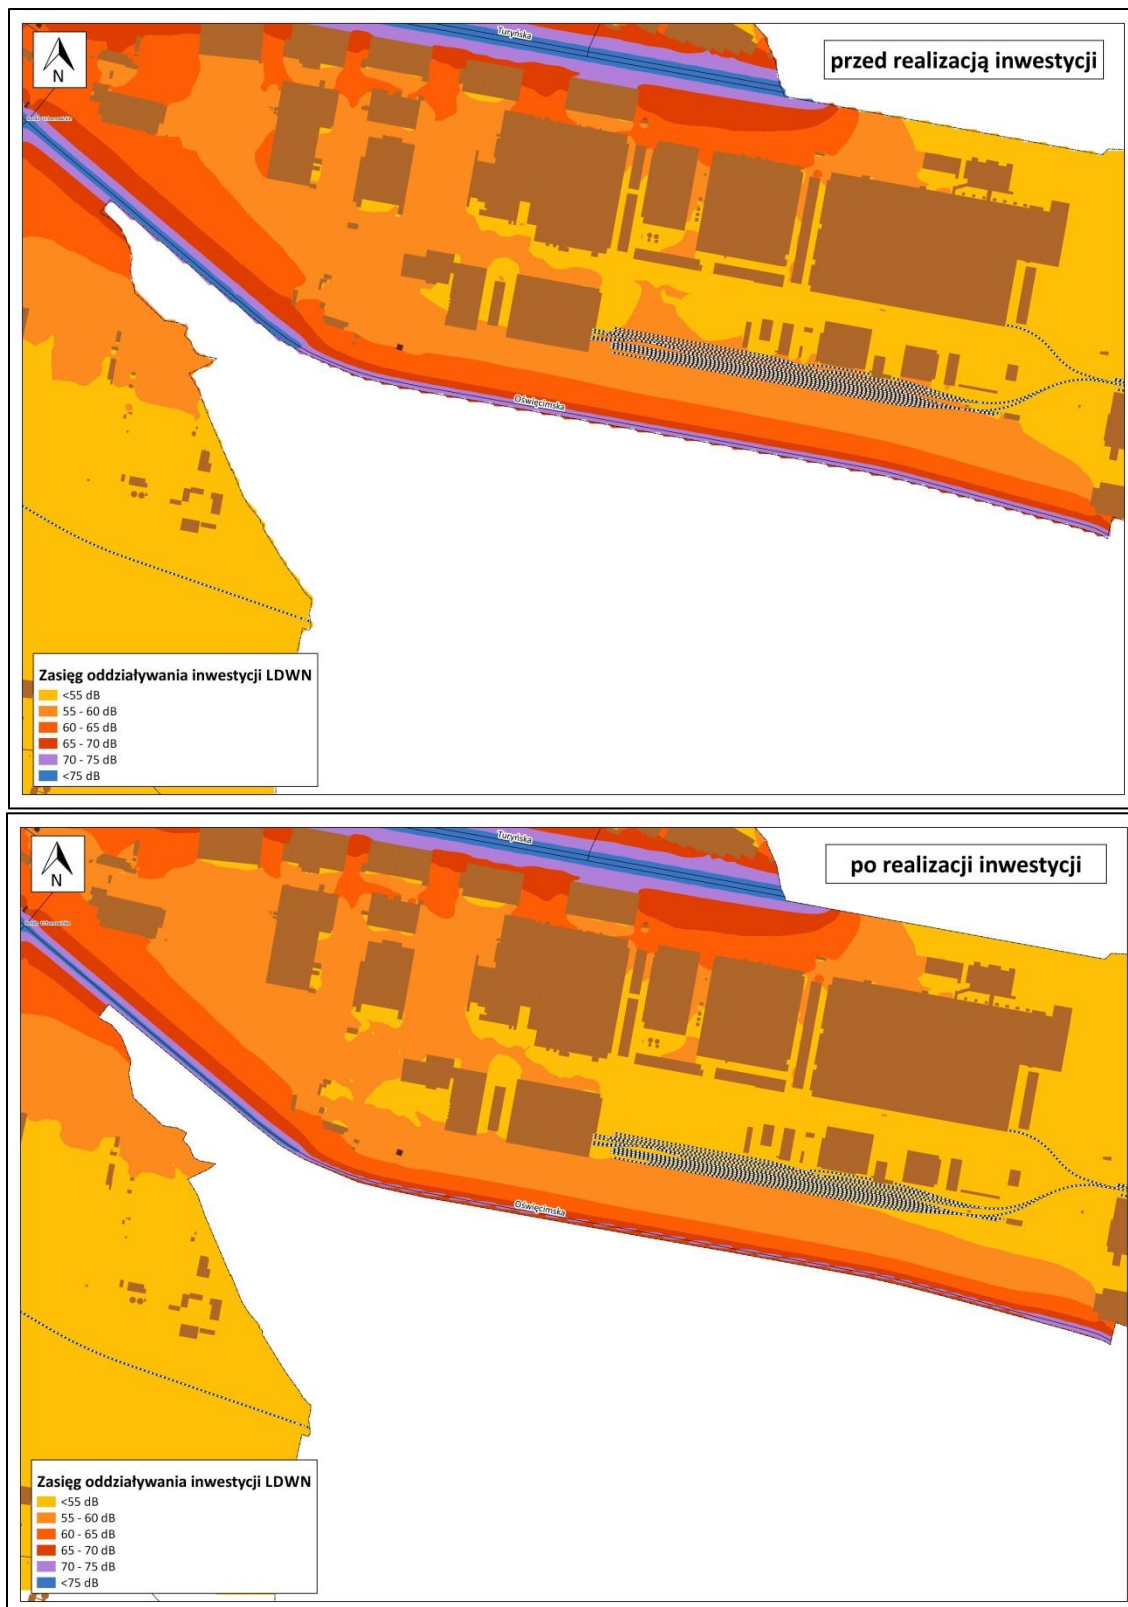 Turyńska
przed realizacją inwestycji
N
Oświęcimska
Zasięg oddziaływania inwestycji LDWN
<55 dB
55 - 60 dB
60 - 65 dB
65 - 70 dB
70 - 75 dB
<75 dB
Turyńska
po realizacji inwestycji
N
Oświęcimska
Zasięg oddziaływania inwestycji LDWN
<55 dB
55 - 60 dB
60 - 65 dB
65 - 70 dB
70 - 75 dB
<75 dB